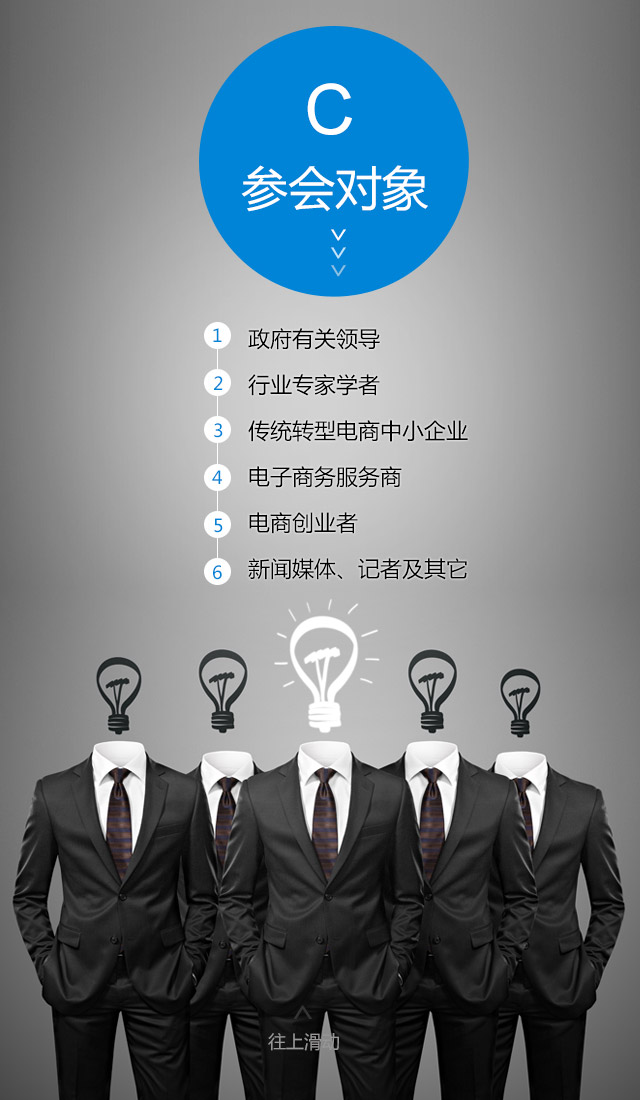 C
参会对象
1 政府有关领导
2 行业专家学者
3 传统转型电商中小企业
4 电子商务服务商
5 电商创业者
6 新闻媒体、记者及其它
往上滑动